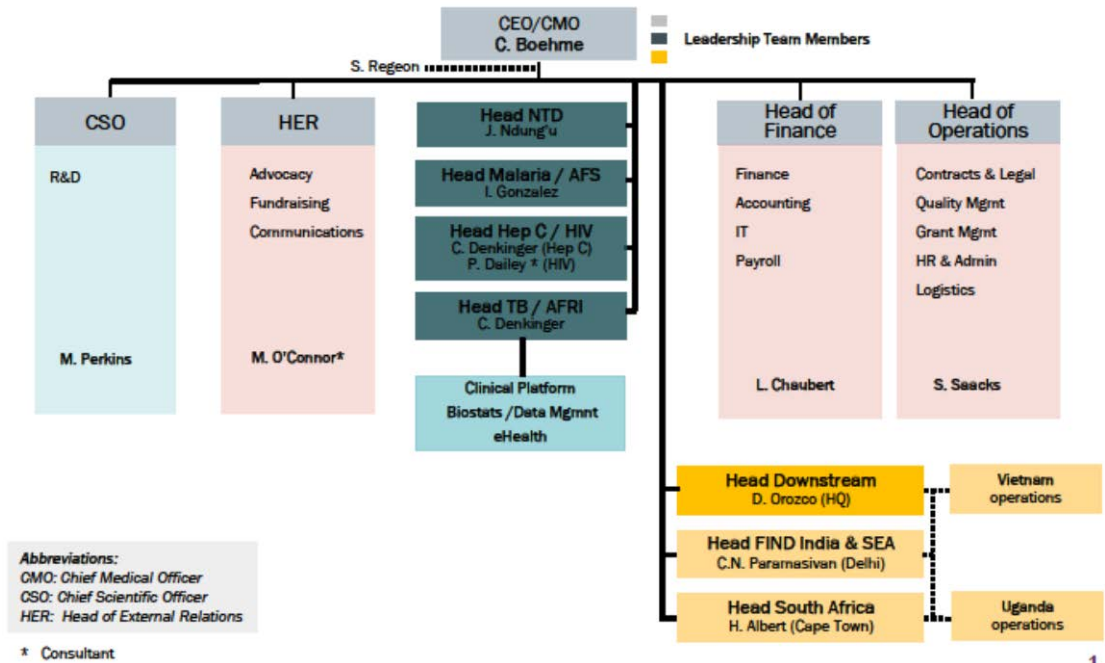 CEO/CMO
C. Boehme
Leadership Team Members
S. Regeon
CSO
R&D
M. Perkins
HER
Advocacy
Fundraising
Communications
M. O'Connor*
Head NTD
J. Ndung'u
Head Malaria / AFS
I. Gonzalez
Head Hep C / HIV
C. Denkinger (Hep C)
P. Dailey * (HIV)
Head TB / AFRI
C. Denkinger
Clinical Platform
Biostats /Data Mgmnt
eHealth
Head of
Finance
Finance
Accounting
IT
Payroll
L. Chaubert
Head of
Operations
Contracts & Legal
Quality Mgmt
Grant Mgmt
HR & Admin
Logistics
S. Saacks
Head Downstream
D. Orozco (HQ)
Vietnam
operations
Head FIND India & SEA
C.N. Paramasivan (Delhi)
Head South Africa
H. Albert (Cape Town)
Uganda
operations
Abbreviations:
CMO: Chief Medical Officer
CSO: Chief Scientific Officer
HER: Head of External Relations
* Consultant
1